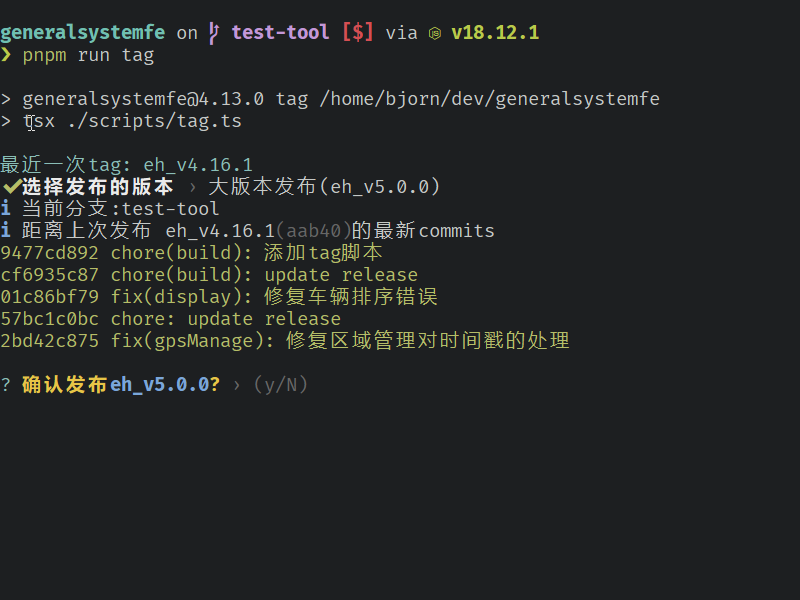 generalsystemfe on test-tool [$] via v18.12.1
❯ pnpm run tag
> generalsystemfe@4.13.0 tag /home/bjorn/dev/generalsystemfe
> tsx ./scripts/tag.ts
最近一次tag: eh_v4.16.1
✔选择发布的版本 › 大版本发布(eh_v5.0.0)
ℹ 当前分支:test-tool
ℹ 距离上次发布 eh_v4.16.1(aab40)的最新commits
9477cd892 chore(build): 添加tag脚本
cf6935c87 chore(build): update release
01c86bf79 fix(display): 修复车辆排序错误
57bc1c0bc chore: update release
2bd42c875 fix(gpsManage): 修复区域管理对时间戳的处理
? 确认发布eh_v5.0.0? › (y/N)